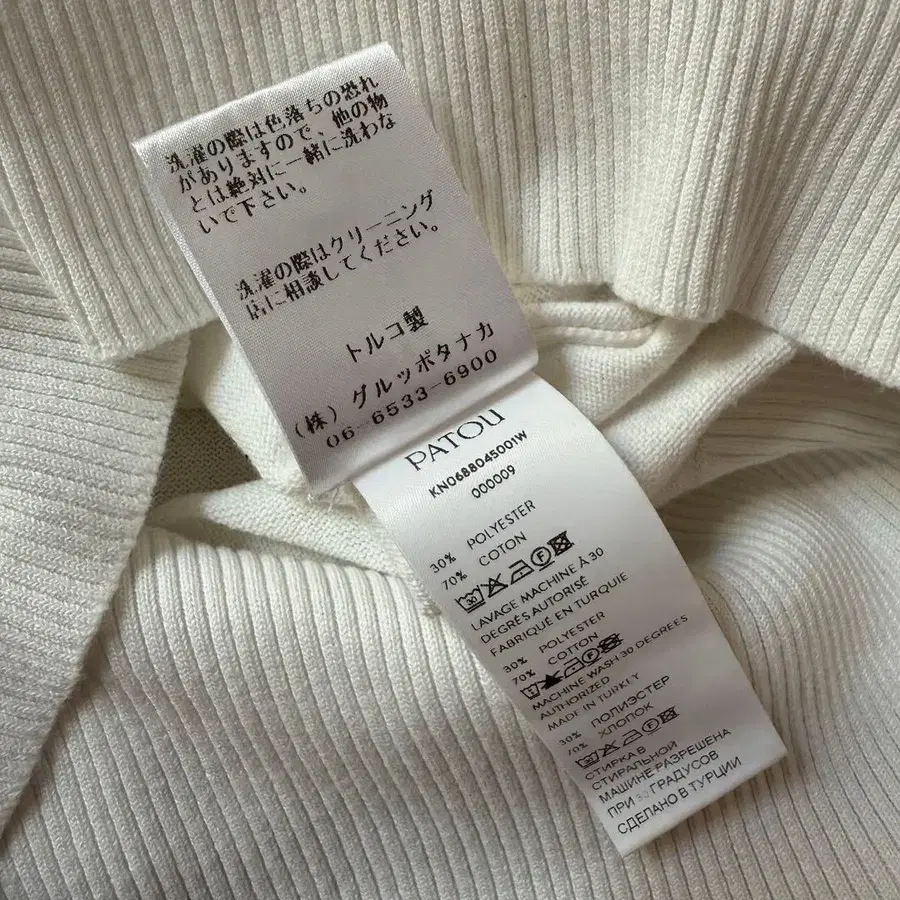 洗濯の際は色落ちの恐れ
がありますので、他の物
とは絶対に一緒に洗わな
いで下さい。
洗濯の際はクリーニング
店に相談してください。
トルコ製
(株) グルッポタナカ
06-6533-6900
PATOU
KN0688045001W
000009
30% POLYESTER
70% COTON
LAVAGE MACHINE À 30
DEGRÉS AUTORISÉ
FABRIQUÉ EN TURQUIE
30% POLYESTER
70% COTTON
MACHINE WASH 30 DEGREES
AUTHORIZED
MADE IN TURKEY
30% ПОЛИЭСТЕР
70% ХЛОПОК
СТИРКА В
СТИРАЛЬНОЙ
МАШИНЕ РАЗРЕШЕНА
ПРИ 30 ГРАДУСОВ
СДЕЛАНО В ТУРЦИИ